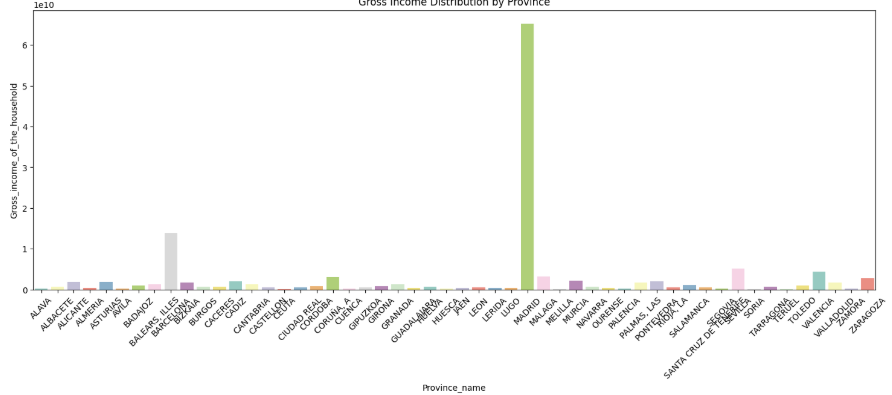 Gross Income Distribution by Province
1e10
6
5
4
3
2
1
0
Gross_income_of_the_household
ALAVA
ALBACETE
ALICANTE
ALMERIA
ASTURIAS
AVILA
BADAJOZ
BALEARS, ILLES
BARCELONA
BIZKAIA
BURGOS
CACERES
CADIZ
CANTABRIA
CASTELLON
CEUTA
CIUDAD REAL
CORDOBA
CORUÑA, A
CUENCA
GIPUZKOA
GIRONA
GRANADA
GUADALAJARA
HUELVA
HUESCA
JAEN
LEON
LERIDA
LUGO
MADRID
MALAGA
MELILLA
MURCIA
NAVARRA
OURENSE
PALENCIA
PALMAS, LAS
PONTEVEDRA
RIOJA, LA
SALAMANCA
SANTA CRUZ DE TENERIFE
SEGOVIA
SEVILLA
SORIA
TARRAGONA
TERUEL
TOLEDO
VALENCIA
VALLADOLID
ZAMORA
ZARAGOZA
Province_name